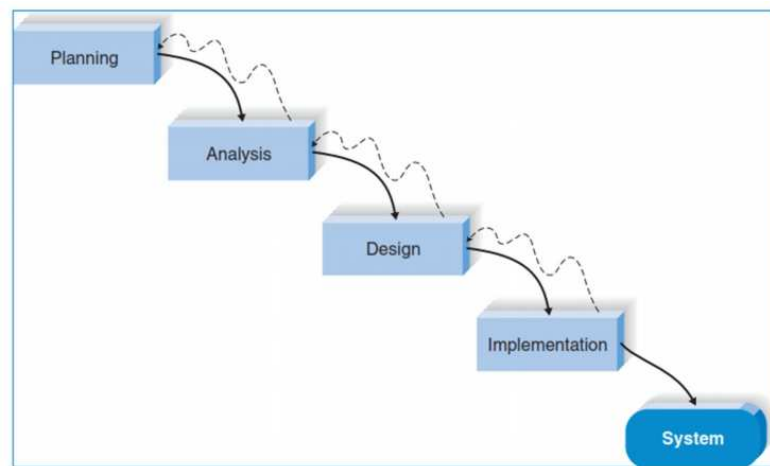 Planning
Analysis
Design
Implementation
System